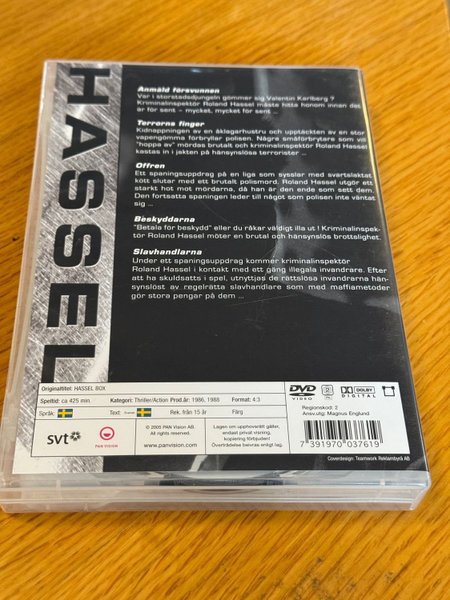 HASSEL
Anmäld försvunnen
Var i storstadsdjungeln gömmer sig Valentin Karlberg ?
Kriminalinspektör Roland Hassel måste hitta honom innan det
är för sent – mycket, mycket för sent ...
Terrorns finger
Kidnappningen av en åklagarhustru och upptäckten av en stor
vapengömma förbryllar polisen. Några småförbrytare som vill
"hoppa av" mördas brutalt och kriminalinspektör Roland Hassel
kastas in i jakten på hänsynslösa terrorister ...
Offren
Ett spaningsuppdrag på en liga som sysslar med svartalsklatt
kött slutar med ett brutalt polismord. Roland Hassel utgör ett
starkt hot mot mördarna, då han är den ende som sett dem.
Den fortsatta spaningen leder till något som polisen inte väntat
sig ...
Beskyddarna
"Betala för beskydd" eller du råkar väldigt illa ut ! Kriminalinspek-
tör Roland Hassel möter en brutal och hänsynslös brottslighet.
Slavhandlarna
Under ett spaningsuppdrag kommer kriminalinspektör
Roland Hassel i kontakt med ett gäng illegala invandrare. Efter
att ha skuldsatts i spel, utnyttjas de rättslösa invandrarna hän-
synslöst av regelrätta slavhandlare som med maffiametoder
gör stora pengar på dem ...
Originaltitel: HASSEL BOX
Speltid: ca 425 min. Kategori: Thriller/Action Prod.år: 1986, 1988 Format: 4:3
Språk: Text: Rek. från 15 år Färg
svt PAN VISION
© 2005 PAN Vision AB.
All rights reserved.
www.panvision.com
Lagen om upphovsrätt gäller,
endast privat visning,
kopiering förbjuden!
Överträdelse beivras enligt lag.
DVD VIDEO 2 DOLBY DIGITAL
Regionskod: 2
Ansv.utg: Magnus Englund
7 391970 037619
Coverdesign: Teamwork Reklambyrå AB